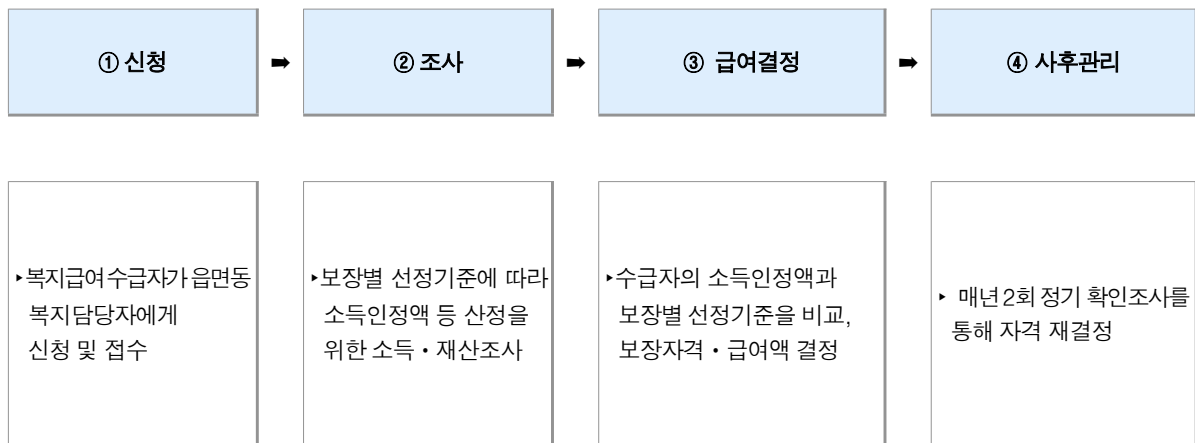 ① 신청
➡
② 조사
➡
③ 급여결정
➡
④ 사후관리
▸복지급여 수급자가 읍면동
복지담당자에게
신청 및 접수
▸보장별 선정기준에 따라
소득인정액 등 산정을
위한 소득・재산조사
▸수급자의 소득인정액과
보장별 선정기준을 비교,
보장자격・급여액 결정
▸ 매년 2회 정기 확인조사를
통해 자격 재결정